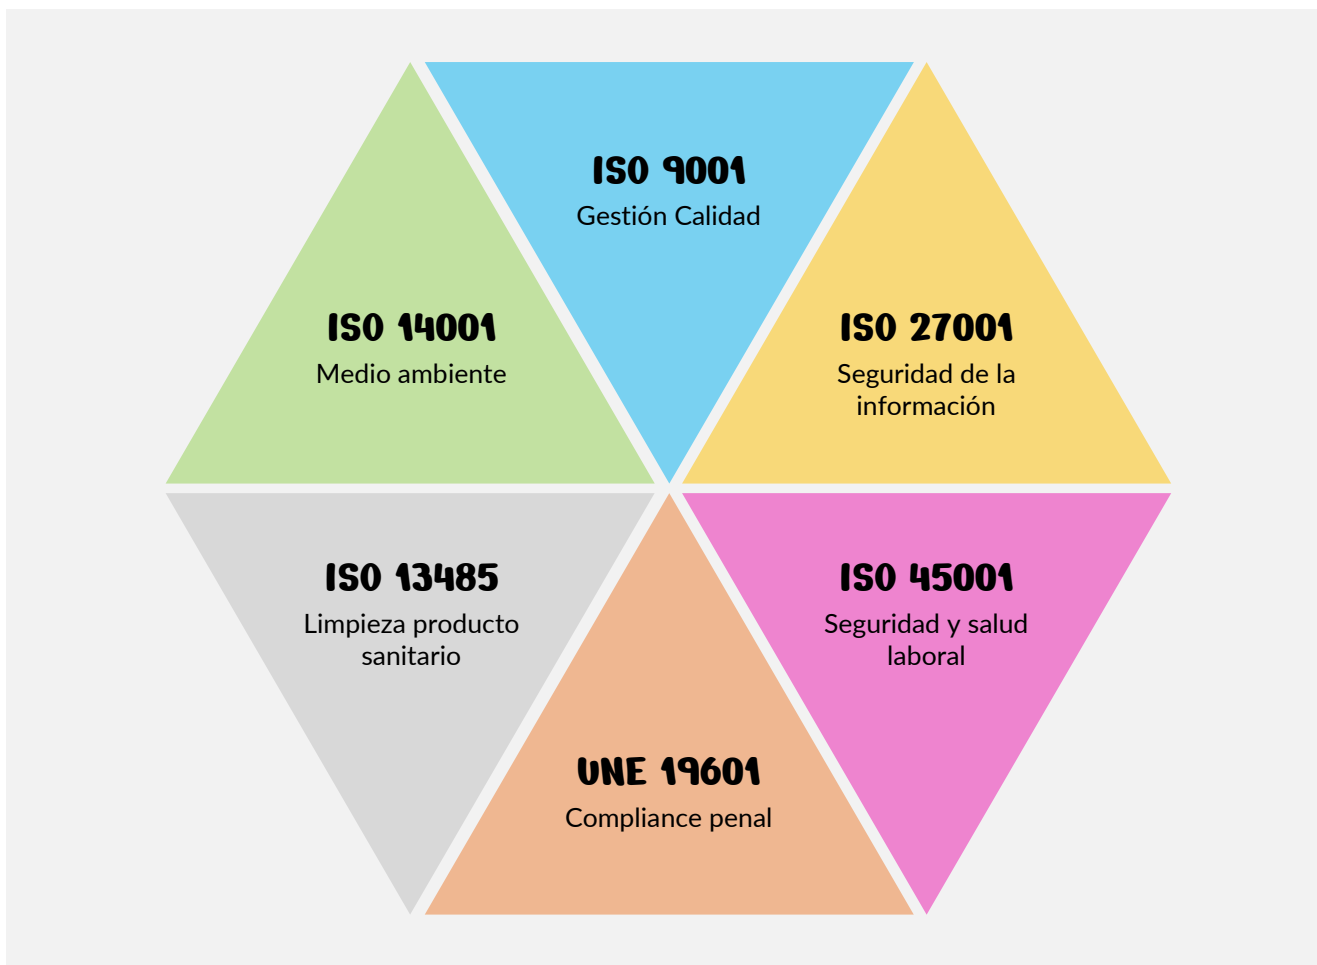 ISO 9001
Gestión Calidad
ISO 14001
Medio ambiente
ISO 27001
Seguridad de la
información
ISO 13485
Limpieza producto
sanitario
ISO 45001
Seguridad y salud
laboral
UNE 19601
Compliance penal